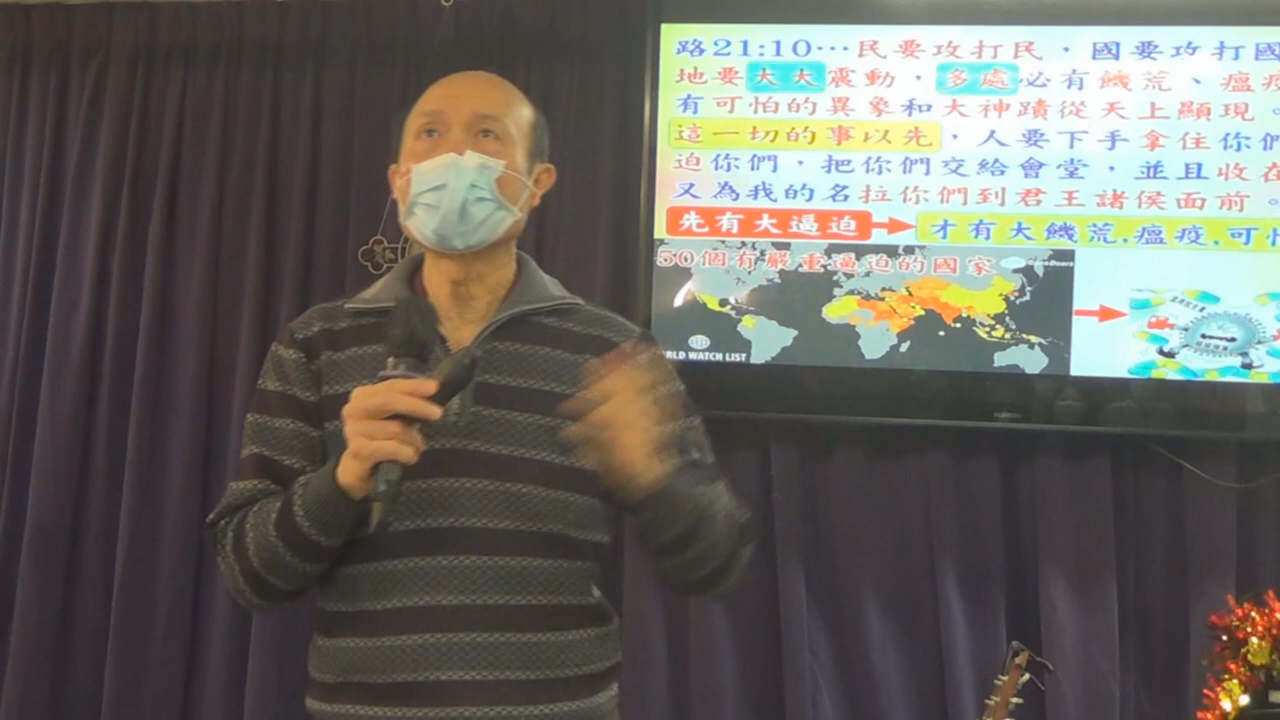 路21:10…民要攻打民，國要攻打國
地要大大震動，多處必有饑荒、瘟疫
有可怕的異象和大神蹟從天上顯現。
這一切的事以先，人要下手拿住你們
迫你們，把你們交給會堂，並且收在
又為我的名拉你們到君王諸侯面前。
先有大逼迫
才有大饑荒,瘟疫,可怕
50個有嚴重逼迫的國家
RLD WATCH LIST